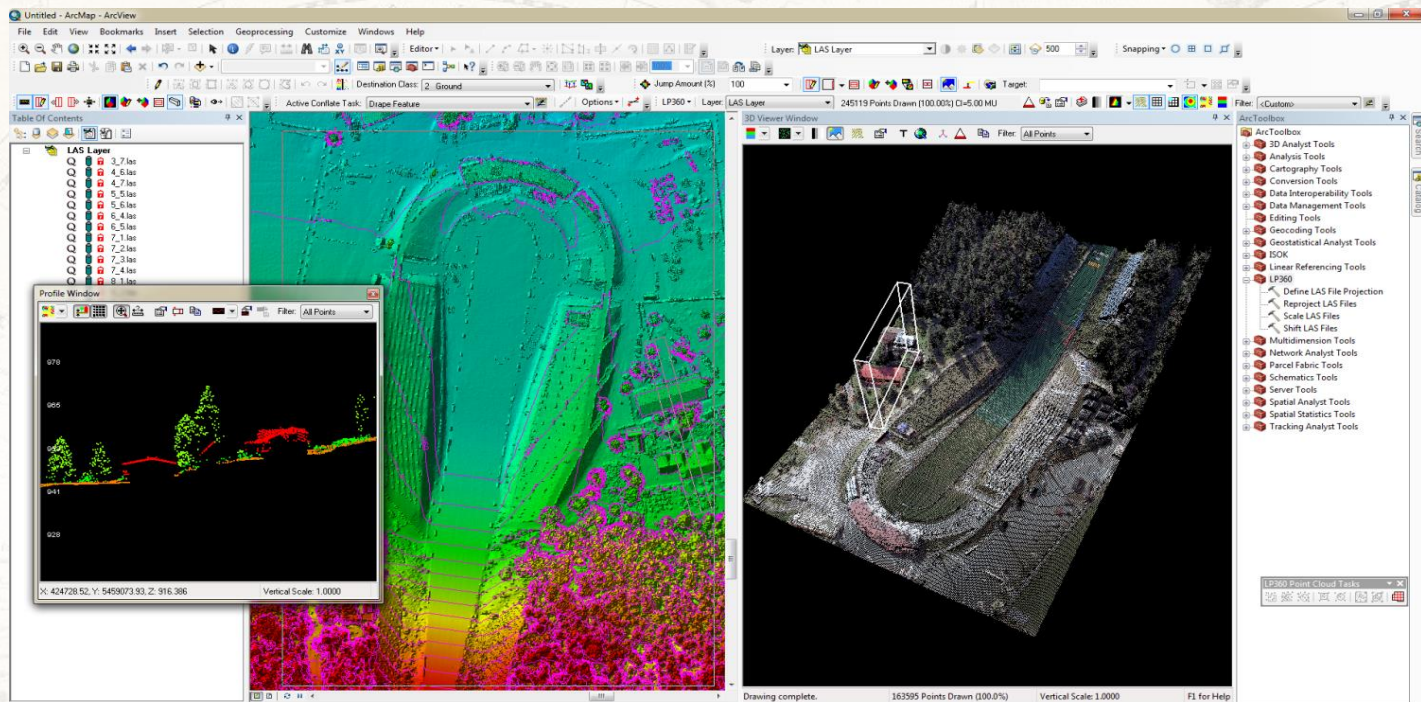 Untitled - ArcMap - ArcView
File Edit View Bookmarks Insert Selection Geoprocessing Customize Windows Help
Editor Layer: LAS Layer 500 Snapping
Destination Class: 2 Ground Jump Amount (%) 100 Target:
Active Conflate Task: Drape Feature Options LP360 Layer: LAS Layer 245119 Points Drawn (100.00%) CI=5.00 MU Filter: <Custom>
Table Of Contents
LAS Layer
3_7.las
4_6.las
4_7.las
5_5.las
5_6.las
6_4.las
6_5.las
7_1.las
7_2.las
7_3.las
7_4.las
8_1.las
Profile Window
Filter: All Points
978
965
941
928
X: 424728.52, Y: 5459073.93, Z: 916.386 Vertical Scale: 1.0000
3D Viewer Window
Filter: All Points
Drawing complete. 163595 Points Drawn (100.0%) Vertical Scale: 1.0000 F1 for Help
ArcToolbox
ArcToolbox
3D Analyst Tools
Analysis Tools
Cartography Tools
Conversion Tools
Data Interoperability Tools
Data Management Tools
Editing Tools
Geocoding Tools
Geostatistical Analyst Tools
ISOK
Linear Referencing Tools
LP360
Define LAS File Projection
Reproject LAS Files
Scale LAS Files
Shift LAS Files
Multidimension Tools
Network Analyst Tools
Parcel Fabric Tools
Schematics Tools
Server Tools
Spatial Analyst Tools
Spatial Statistics Tools
Tracking Analyst Tools
LP360 Point Cloud Tasks
Search
Catalog